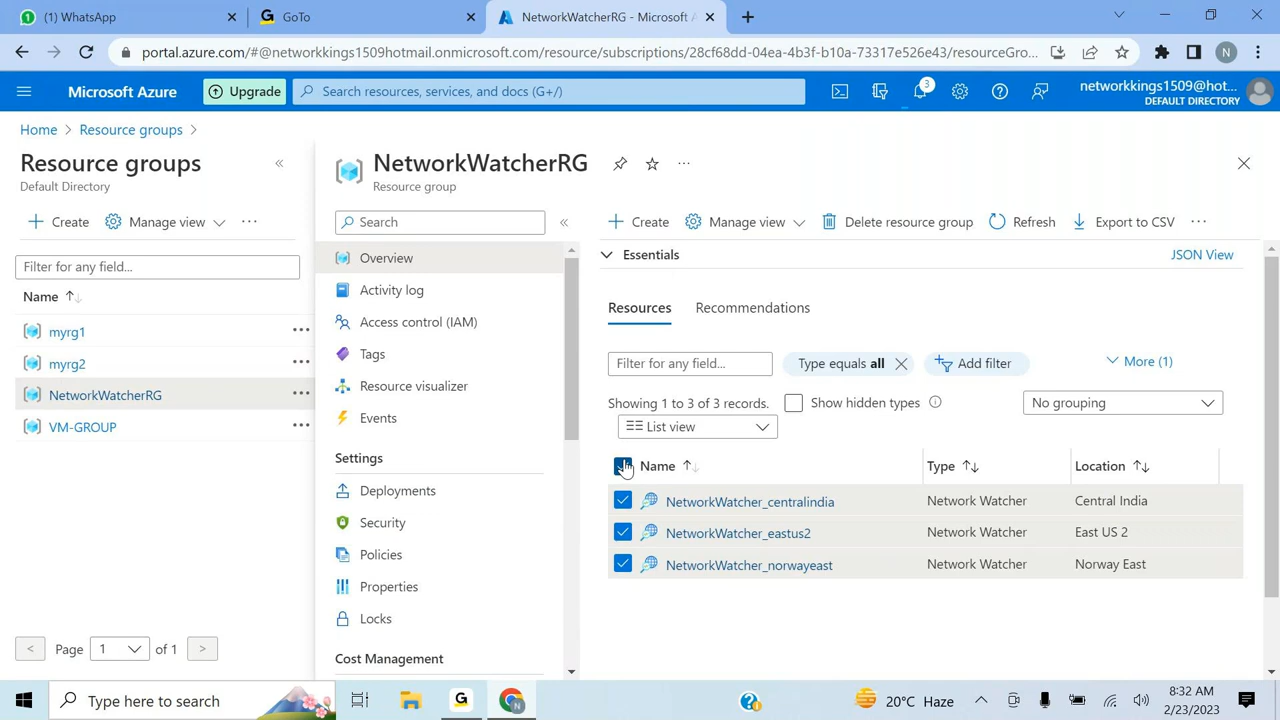 (1) WhatsApp
GoTo
NetworkWatcherRG - Microsoft A
portal.azure.com/#@networkkings1509hotmail.onmicrosoft.com/resource/subscriptions/28cf68dd-04ea-4b3f-b10a-73317e526e43/resourceGro...
N
Microsoft Azure
Upgrade
Search resources, services, and docs (G+/)
3
networkkings1509@hot...
DEFAULT DIRECTORY
Home > Resource groups >
Resource groups
Default Directory
Create
Manage view
Filter for any field...
Name
myrg1
myrg2
NetworkWatcherRG
VM-GROUP
< Page 1 of 1 >
NetworkWatcherRG
Resource group
Search
Overview
Activity log
Access control (IAM)
Tags
Resource visualizer
Events
Settings
Deployments
Security
Policies
Properties
Locks
Cost Management
Create
Manage view
Delete resource group
Refresh
Export to CSV
Essentials
JSON View
Resources
Recommendations
Filter for any field...
Type equals all
Add filter
More (1)
Showing 1 to 3 of 3 records.
Show hidden types
No grouping
List view
Name
Type
Location
NetworkWatcher_centralindia Network Watcher Central India
NetworkWatcher_eastus2 Network Watcher East US 2
NetworkWatcher_norwayeast Network Watcher Norway East
Type here to search
20°C Haze
8:32 AM
2/23/2023